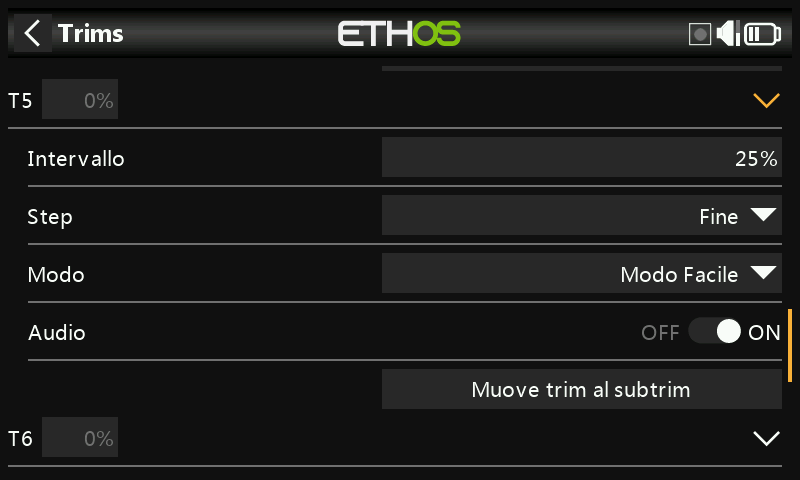 Trims
ETHOS
T5 0%
Intervallo 25%
Step Fine
Modo Modo Facile
Audio OFF ON
Muove trim al subtrim
T6 0%